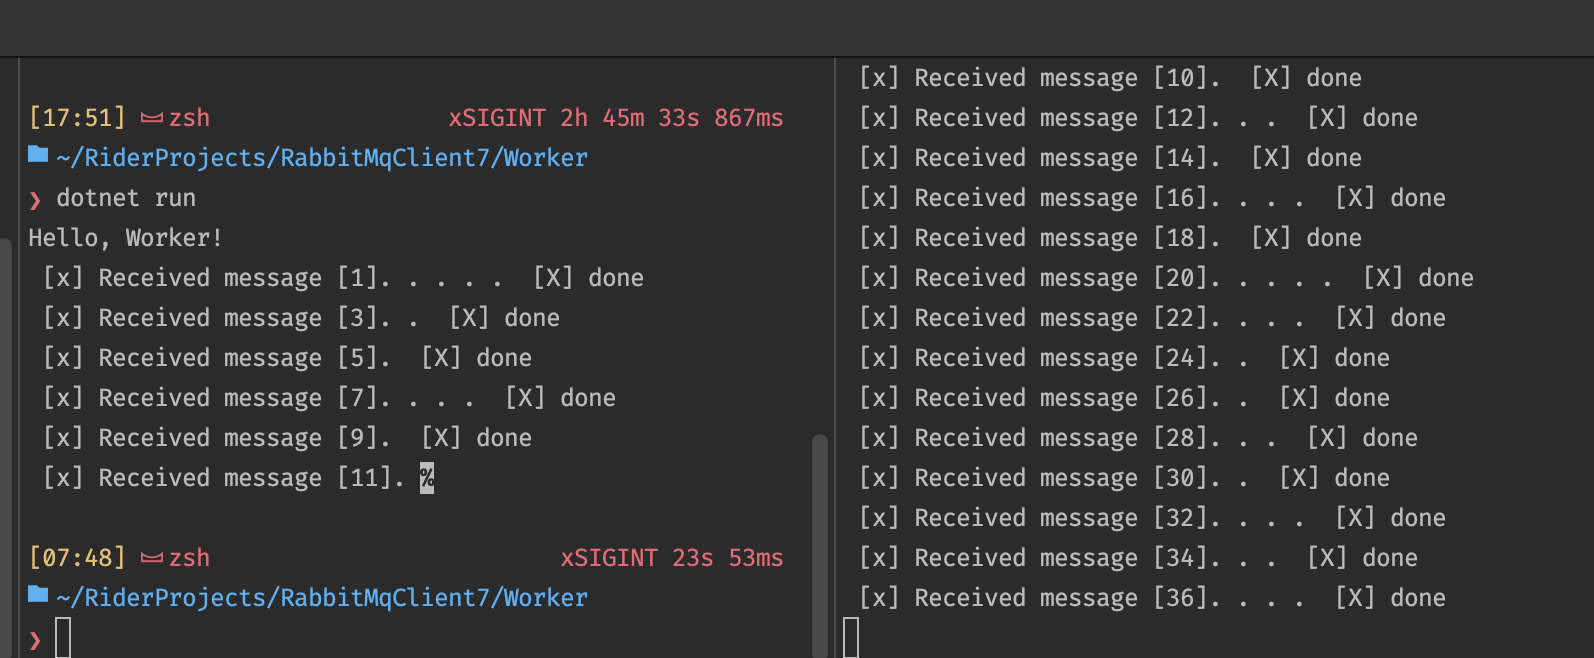 [17:51] zsh xSIGINT 2h 45m 33s 867ms
~/RiderProjects/RabbitMqClient7/Worker
❯ dotnet run
Hello, Worker!
[x] Received message [1]. . . . .  [X] done
[x] Received message [3]. .  [X] done
[x] Received message [5].  [X] done
[x] Received message [7]. . . .  [X] done
[x] Received message [9].  [X] done
[x] Received message [11]. %
[07:48] zsh xSIGINT 23s 53ms
~/RiderProjects/RabbitMqClient7/Worker
❯
[x] Received message [10].  [X] done
[x] Received message [12]. . .  [X] done
[x] Received message [14].  [X] done
[x] Received message [16]. . . .  [X] done
[x] Received message [18].  [X] done
[x] Received message [20]. . . . .  [X] done
[x] Received message [22]. . . .  [X] done
[x] Received message [24]. .  [X] done
[x] Received message [26]. .  [X] done
[x] Received message [28]. . .  [X] done
[x] Received message [30]. .  [X] done
[x] Received message [32]. . . .  [X] done
[x] Received message [34]. . .  [X] done
[x] Received message [36]. . . .  [X] done